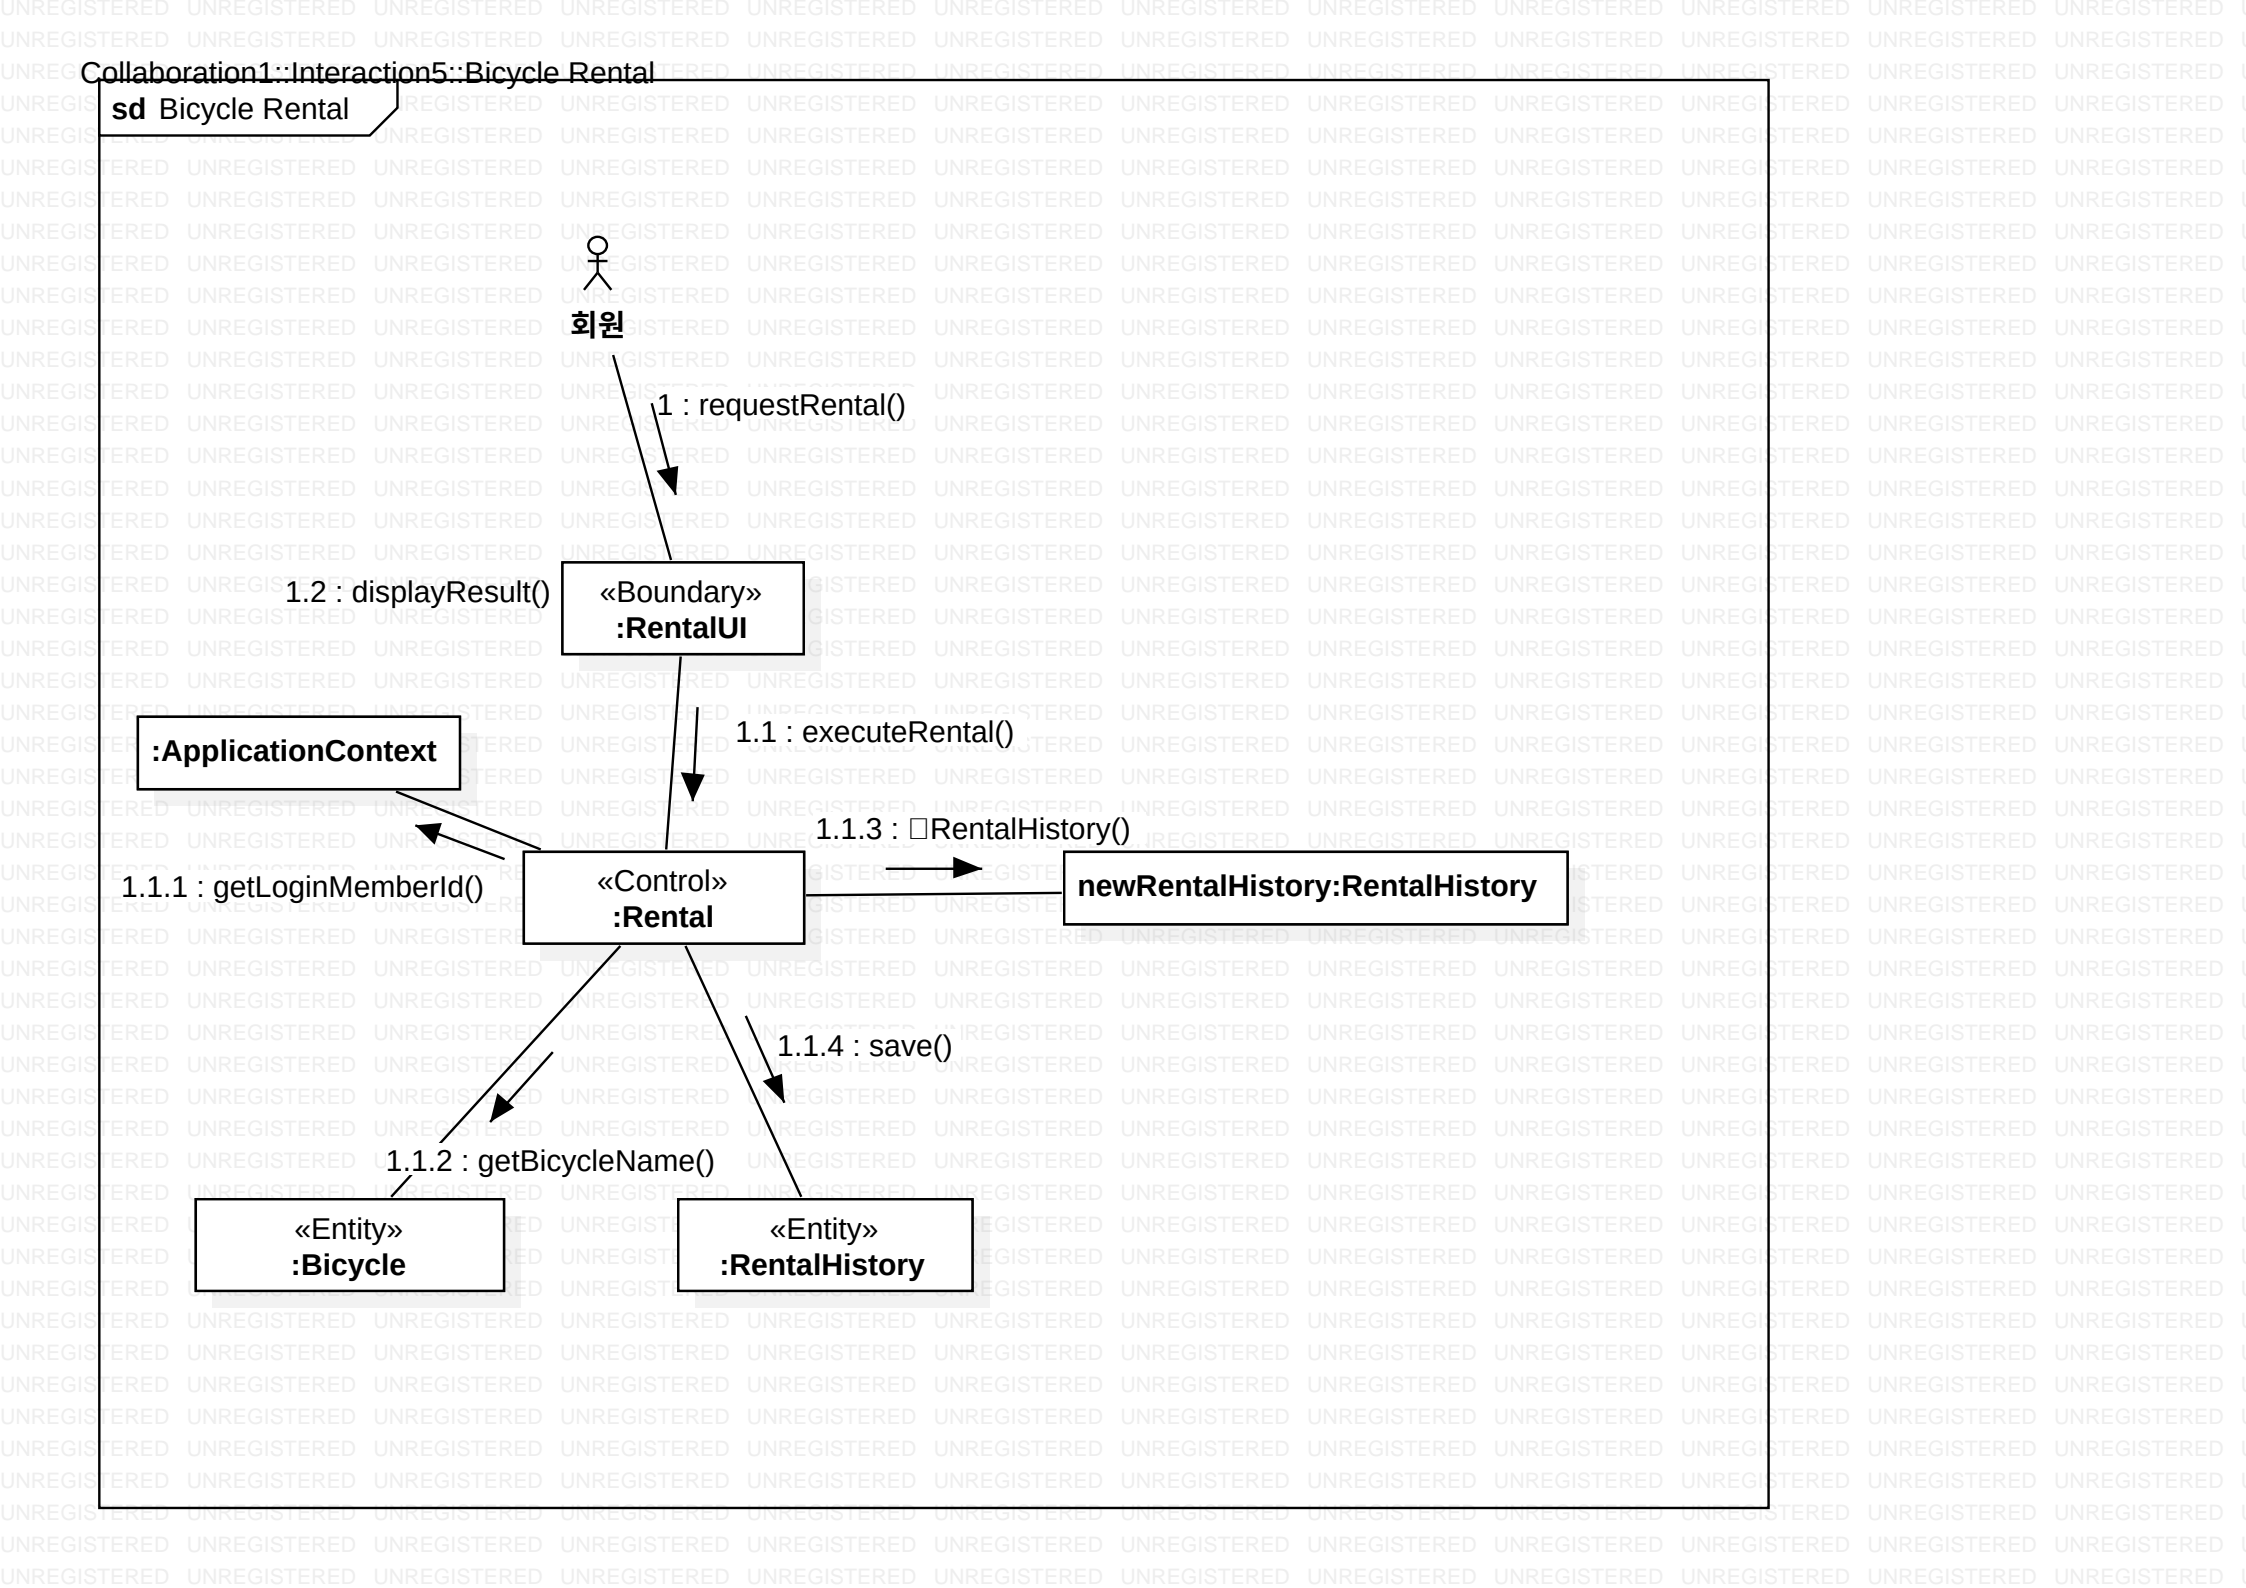 Collaboration1::Interaction5::Bicycle Rental
sd Bicycle Rental
회원
1 : requestRental()
1.2 : displayResult()
«Boundary»
:RentalUI
:ApplicationContext
1.1 : executeRental()
1.1.3 : RentalHistory()
1.1.1 : getLoginMemberId()
«Control»
:Rental
newRentalHistory:RentalHistory
1.1.4 : save()
1.1.2 : getBicycleName()
«Entity»
:Bicycle
«Entity»
:RentalHistory
UNREGISTERED